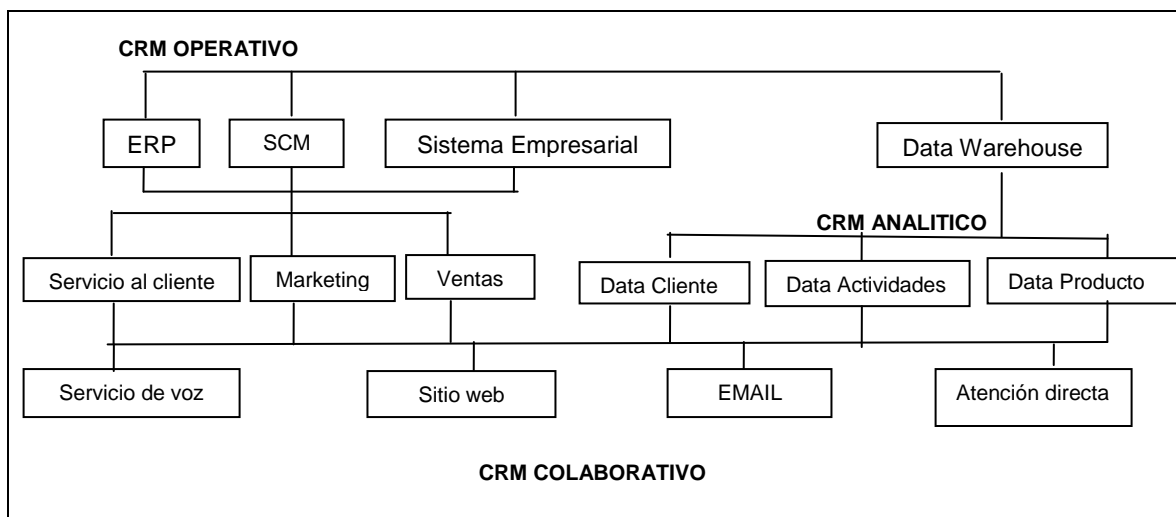 CRM OPERATIVO
ERP
SCM
Sistema Empresarial
Data Warehouse
CRM ANALITICO
Servicio al cliente
Marketing
Ventas
Data Cliente
Data Actividades
Data Producto
Servicio de voz
Sitio web
EMAIL
Atención directa
CRM COLABORATIVO